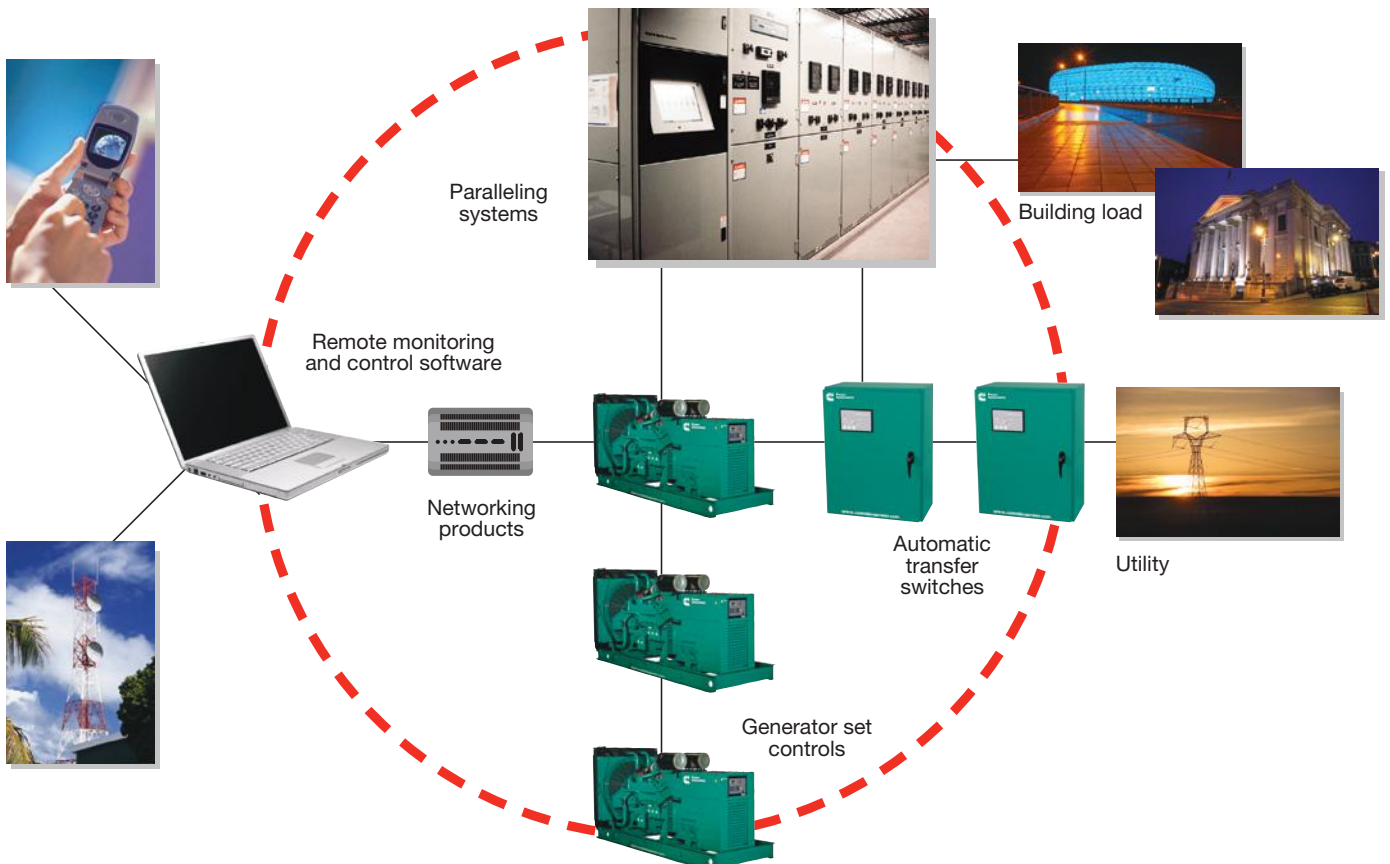 Paralleling
systems
Building load
Remote monitoring
and control software
Networking
products
Automatic
transfer
switches
Utility
Generator set
controls